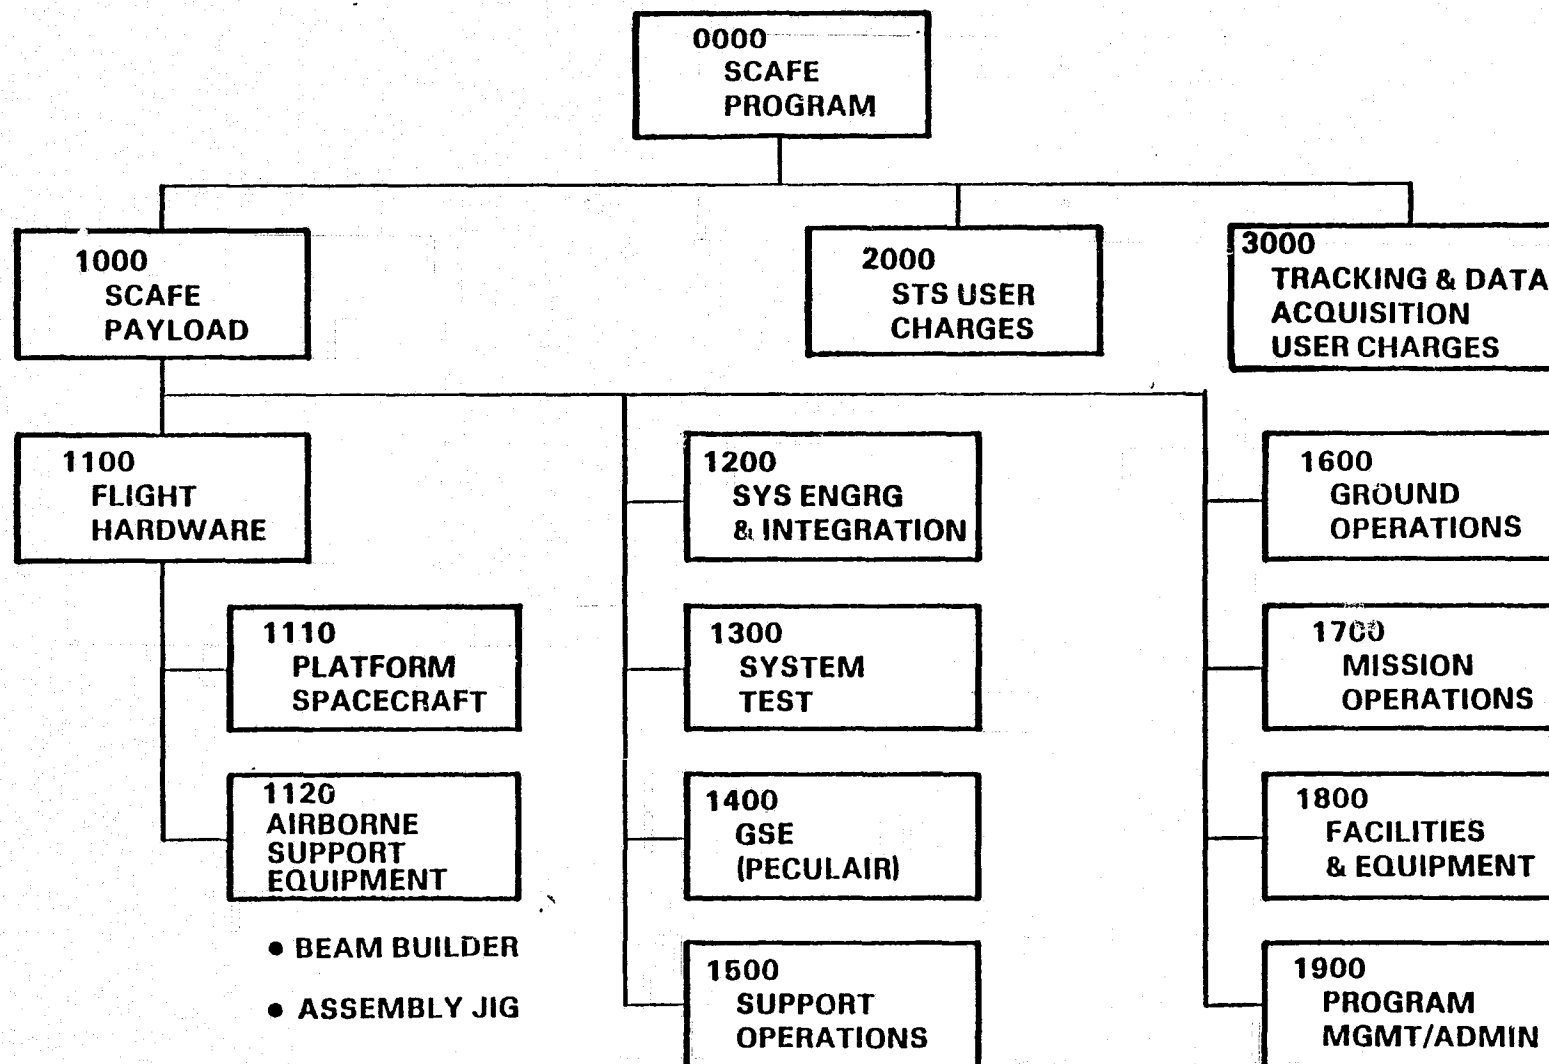 0000
SCAFE
PROGRAM
1000
SCAFE
PAYLOAD
2000
STS USER
CHARGES
3000
TRACKING & DATA
ACQUISITION
USER CHARGES
1100
FLIGHT
HARDWARE
1110
PLATFORM
SPACECRAFT
1120
AIRBORNE
SUPPORT
EQUIPMENT
• BEAM BUILDER
• ASSEMBLY JIG
1200
SYS ENGRG
& INTEGRATION
1300
SYSTEM
TEST
1400
GSE
(PECULAIR)
1500
SUPPORT
OPERATIONS
1600
GROUND
OPERATIONS
1700
MISSION
OPERATIONS
1800
FACILITIES
& EQUIPMENT
1900
PROGRAM
MGMT/ADMIN